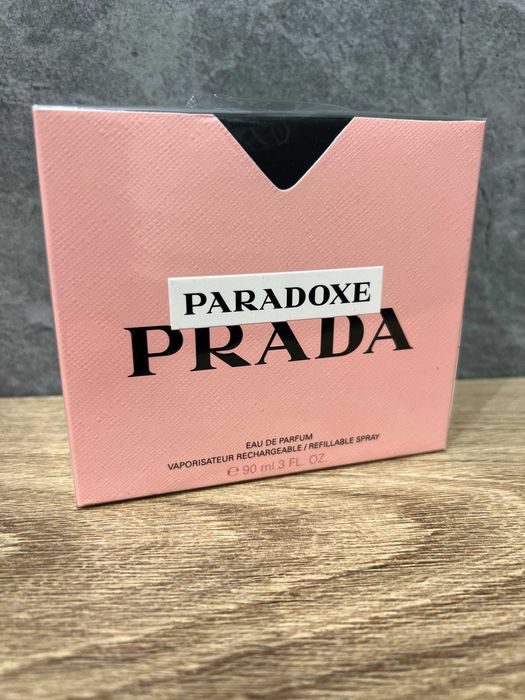 PARADOXE
PRADA
EAU DE PARFUM
VAPORISATEUR RECHARGEABLE / REFILLABLE SPRAY
℮ 90 ml 3 FL. OZ.